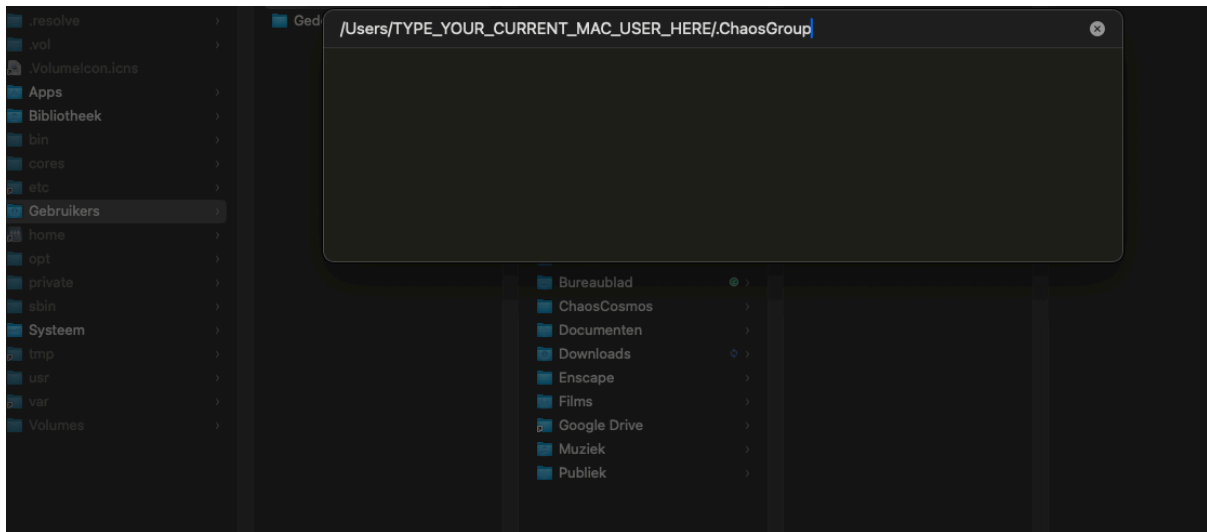 /Users/TYPE_YOUR_CURRENT_MAC_USER_HERE/.ChaosGroup
.resolve
.vol
.VolumeIcon.icns
Apps
Bibliotheek
bin
cores
etc
Gebruikers
home
opt
private
sbin
Systeem
tmp
usr
var
Volumes
Bureaublad
ChaosCosmos
Documenten
Downloads
Enscape
Films
Google Drive
Muziek
Publiek